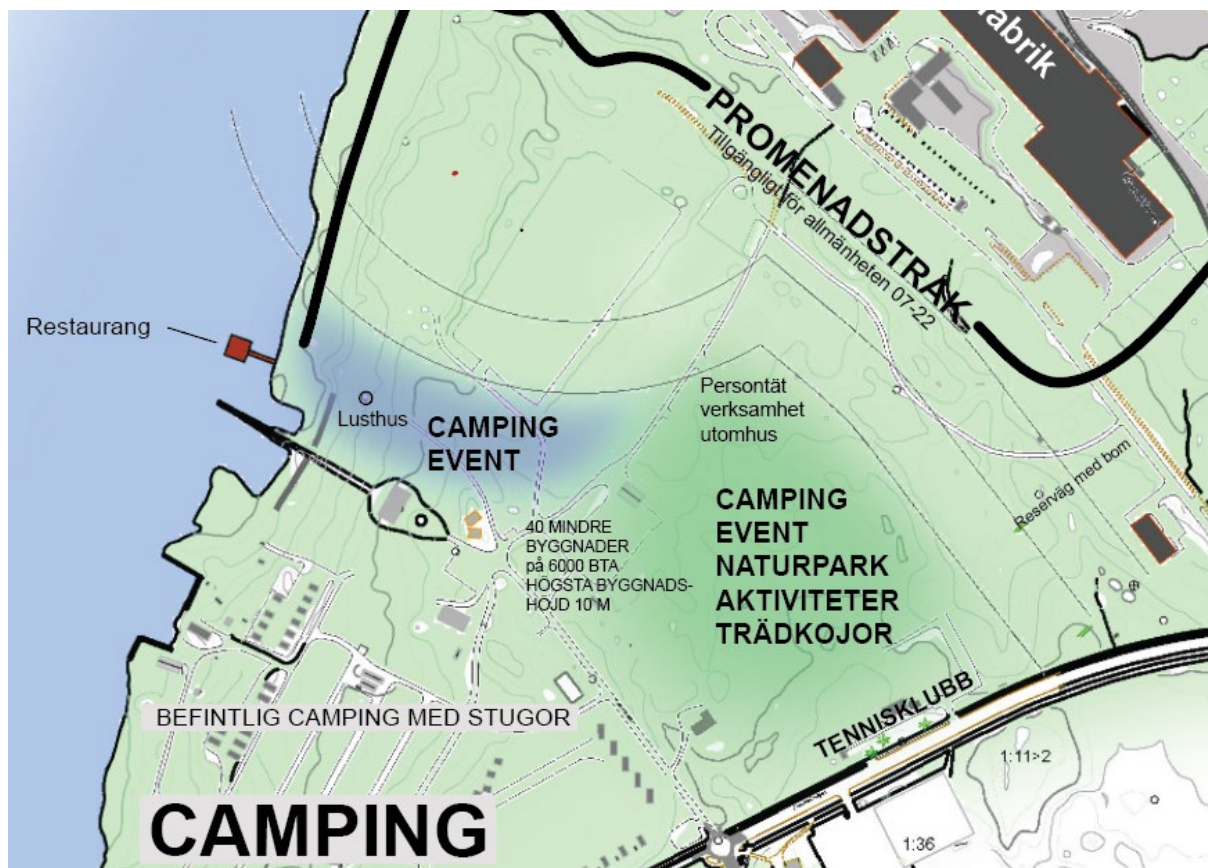 fabrik
PROMENADSTRÅK
Tillgängligt för allmänheten 07-22
Restaurang
Lusthus
CAMPING
EVENT
Persontät
verksamhet
utomhus
Reserväg med bom
40 MINDRE
BYGGNADER
på 6000 BTA
HÖGSTA BYGGNADS-
HÖJD 10 M
CAMPING
EVENT
NATURPARK
AKTIVITETER
TRÄDKOJOR
BEFINTLIG CAMPING MED STUGOR
TENNISKLUBB
1:11>2
CAMPING
1:36